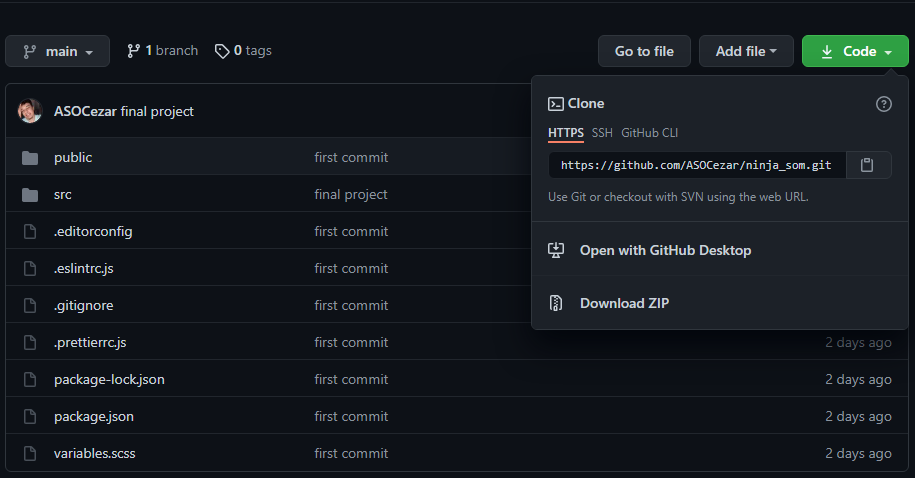 main 1 branch 0 tags Go to file Add file Code
ASOCezar final project
Clone
HTTPS SSH GitHub CLI
https://github.com/ASOCezar/ninja_som.git
Use Git or checkout with SVN using the web URL.
Open with GitHub Desktop
Download ZIP
public first commit
src final project
.editorconfig first commit
.eslintrc.js first commit
.gitignore first commit
.prettierrc.js first commit 2 days ago
package-lock.json first commit 2 days ago
package.json first commit 2 days ago
variables.scss first commit 2 days ago